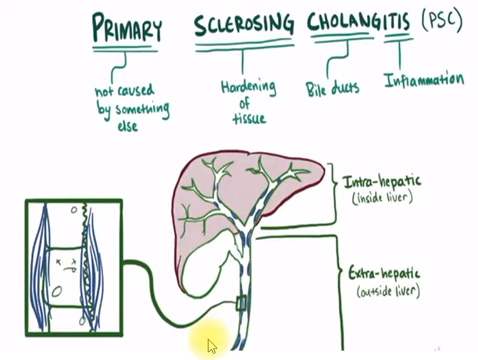 PRIMARY SCLEROSING CHOLANGITIS (PSC)
not caused
by something
else
Hardening
of
tissue
Bile ducts
Inflammation
Intra-hepatic
(inside liver)
Extra-hepatic
(outside liver)